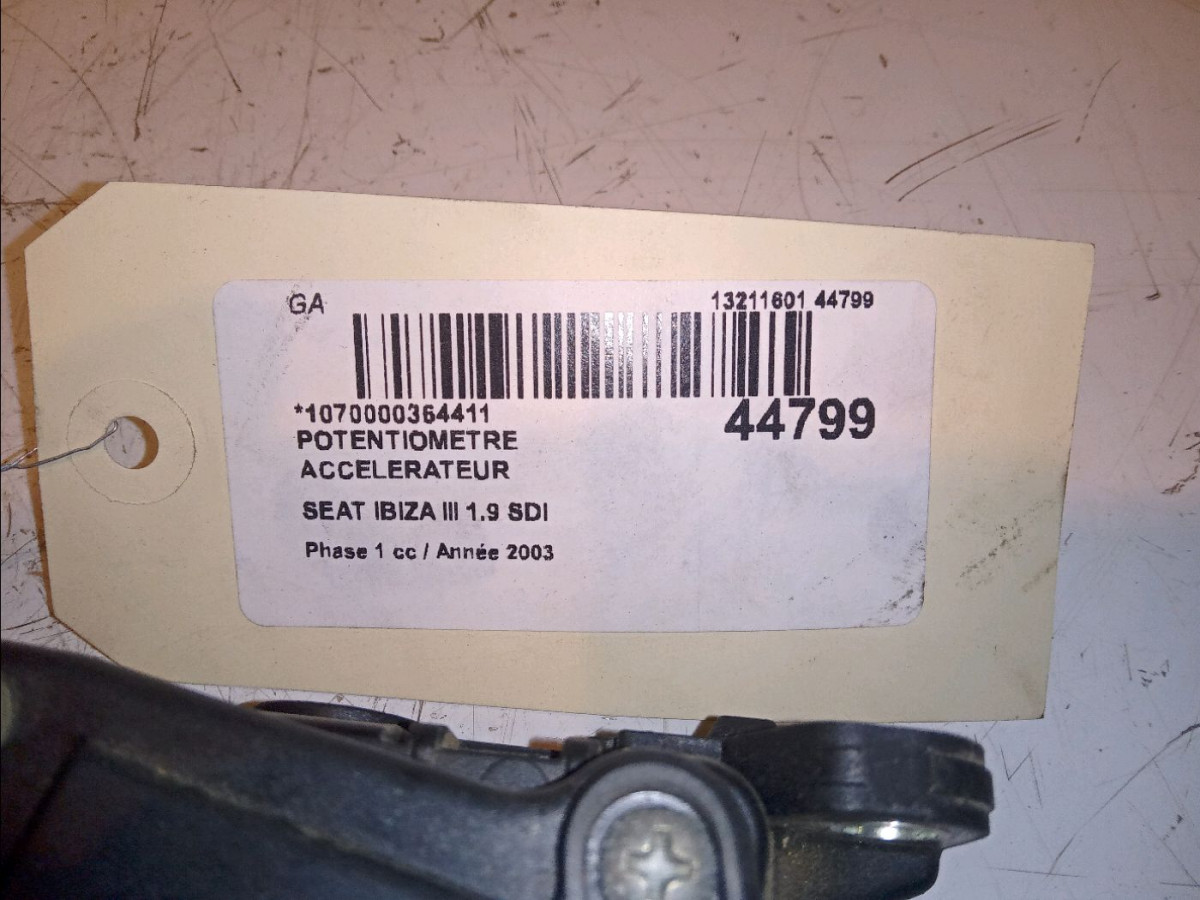 GA
13211601 44799
*1070000364411
44799
POTENTIOMETRE
ACCELERATEUR
SEAT IBIZA III 1.9 SDI
Phase 1 cc / Année 2003